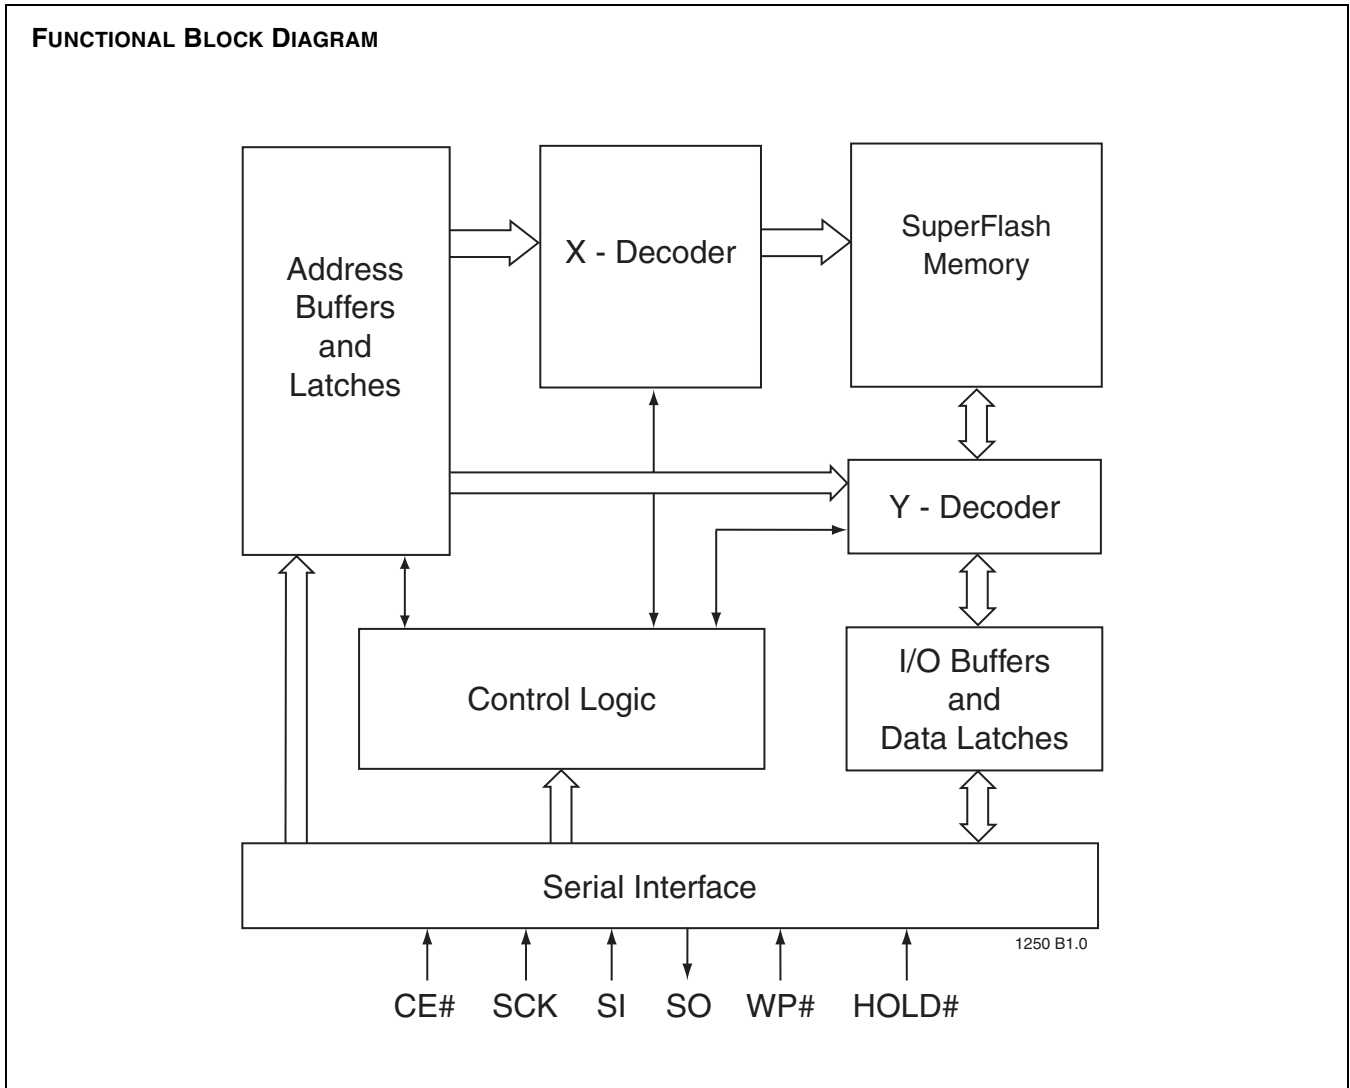 FUNCTIONAL BLOCK DIAGRAM
Address
Buffers
and
Latches
X - Decoder
SuperFlash
Memory
Y - Decoder
Control Logic
I/O Buffers
and
Data Latches
Serial Interface
1250 B1.0
CE# SCK SI SO WP# HOLD#